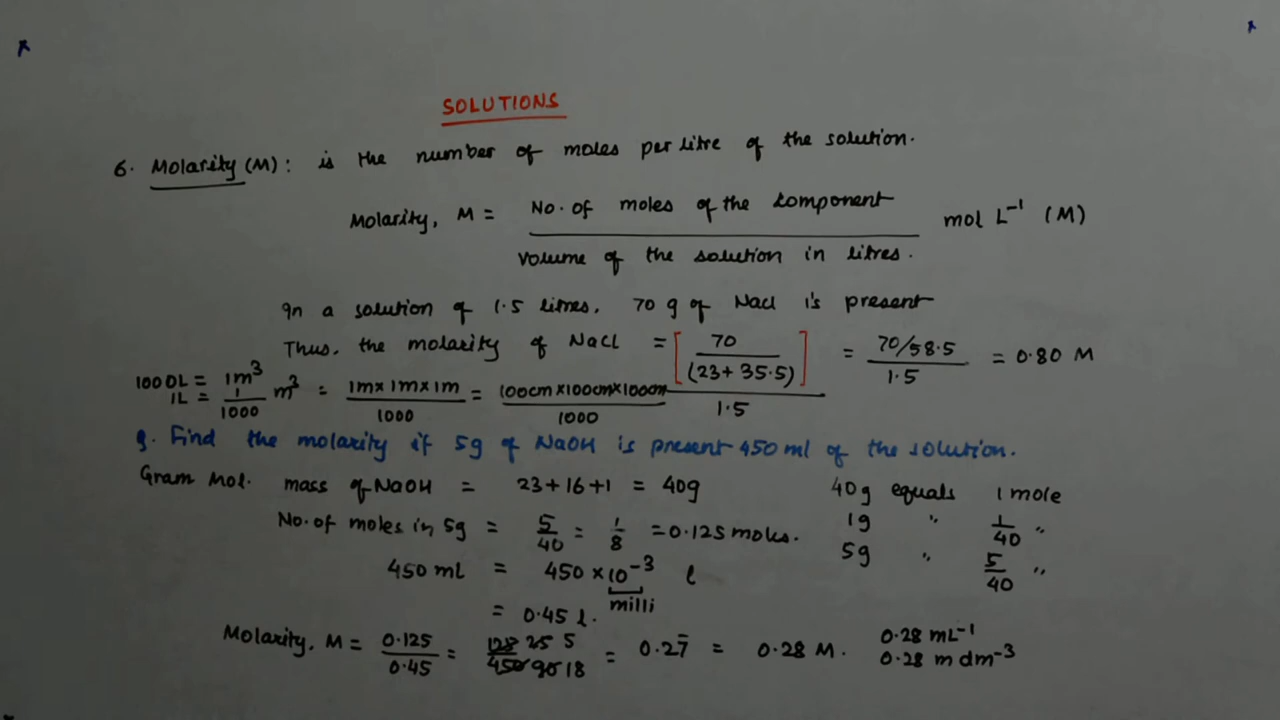 SOLUTIONS
6. Molarity (M): is the number of moles per litre of the solution.
Molarity, M = No. of moles of the component / volume of the solution in litres. mol L⁻¹ (M)
In a solution of 1.5 litres, 70 g of Nacl is present
Thus, the molarity of NaCl = [70 / (23+35.5)] / 1.5 = 70/58.5 / 1.5 = 0.80 M
1000L = 1m³
1L = 1/1000 m³ = 1m×1m×1m / 1000 = 100cm×100cm×100cm / 1000
Q. Find the molarity if 5g of NaOH is present 450 ml of the solution.
Gram Mol. mass of NaOH = 23+16+1 = 40g 40g equals 1 mole
No. of moles in 5g = 5/40 = 1/8 = 0.125 moles. 1g " 1/40 "
5g " 5/40 "
450 ml = 450 × 10⁻³ l
milli
= 0.45 l.
Molarity, M = 0.125 / 0.45 = 125 25 5 / 450 90 18 = 0.27̄ = 0.28 M. 0.28 mL⁻¹
0.28 m dm⁻³